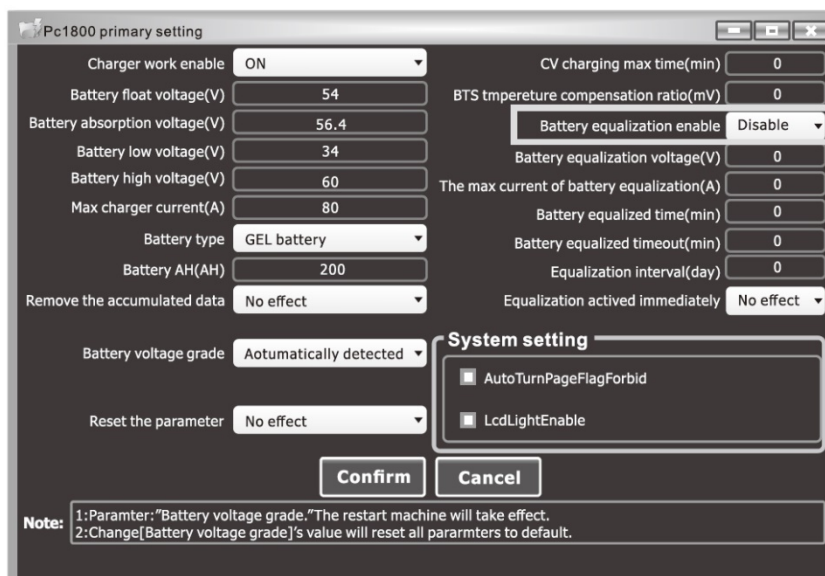 Pc1800 primary setting
Charger work enable ON
Battery float voltage(V) 54
Battery absorption voltage(V) 56.4
Battery low voltage(V) 34
Battery high voltage(V) 60
Max charger current(A) 80
Battery type GEL battery
Battery AH(AH) 200
Remove the accumulated data No effect
Battery voltage grade Aotumatically detected
Reset the parameter No effect
CV charging max time(min) 0
BTS tmpereture compensation ratio(mV) 0
Battery equalization enable Disable
Battery equalization voltage(V) 0
The max current of battery equalization(A) 0
Battery equalized time(min) 0
Battery equalized timeout(min) 0
Equalization interval(day) 0
Equalization actived immediately No effect
System setting
AutoTurnPageFlagForbid
LcdLightEnable
Confirm Cancel
Note: 1:Paramter:”Battery voltage grade.”The restart machine will take effect.
2:Change[Battery voltage grade]’s value will reset all pararmters to default.